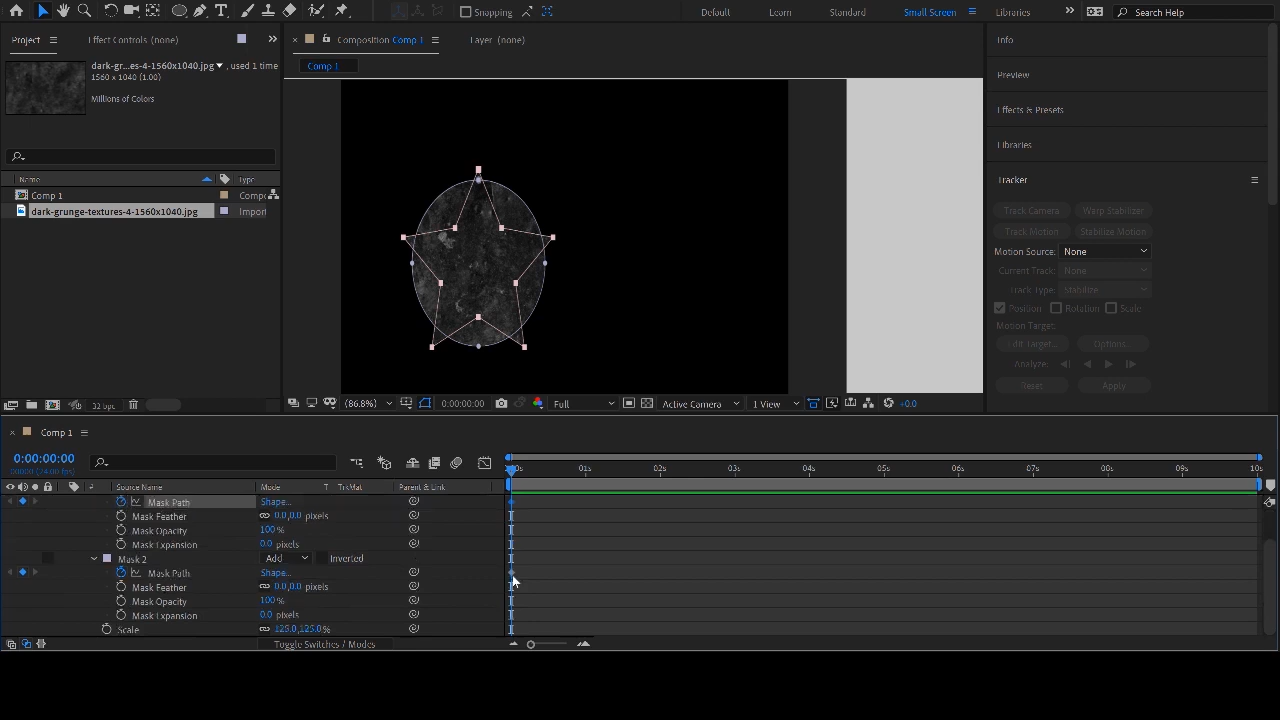 Snapping
Default
Learn
Standard
Small Screen
Libraries
Search Help
Project
Effect Controls (none)
Composition Comp 1
Layer (none)
Info
Comp 1
dark-gr...es-4-1560x1040.jpg , used 1 time
1560 x 1040 (1.00)
Millions of Colors
Preview
Effects & Presets
Libraries
Tracker
Name
Type
Comp 1
Compo
dark-grunge-textures-4-1560x1040.jpg
Import
Track Camera
Warp Stabilizer
Track Motion
Stabilize Motion
Motion Source: None
Current Track: None
Track Type: Stabilize
Position
Rotation
Scale
Motion Target:
Edit Target...
Options...
Analyze:
Reset
Apply
32 bpc
(86.8%)
0:00:00:00
Full
Active Camera
1 View
+0.0
Comp 1
0:00:00:00
00000 (24.00 fps)
01s
02s
03s
04s
05s
06s
07s
08s
09s
10s
#
Source Name
Mode
T
TrkMat
Parent & Link
Mask Path
Shape...
Mask Feather
0.0,0.0 pixels
Mask Opacity
100 %
Mask Expansion
0.0 pixels
Mask 2
Add
Inverted
Mask Path
Shape...
Mask Feather
0.0,0.0 pixels
Mask Opacity
100 %
Mask Expansion
0.0 pixels
Scale
125.0,125.0 %
Toggle Switches / Modes